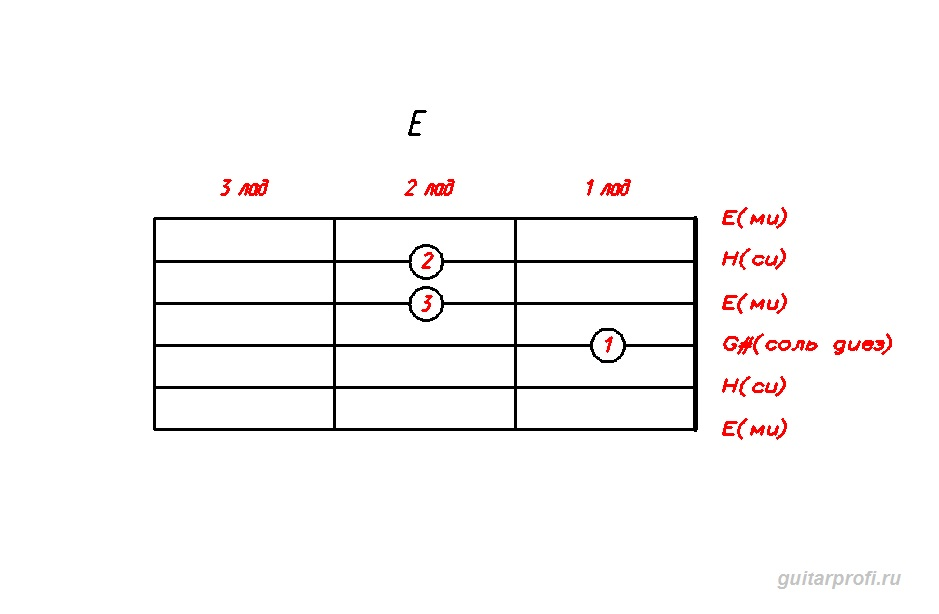 E
3 лад 2 лад 1 лад
E(ми)
H(си)
2
E(ми)
3
G#(соль диез)
1
H(си)
E(ми)
guitarprofi.ru